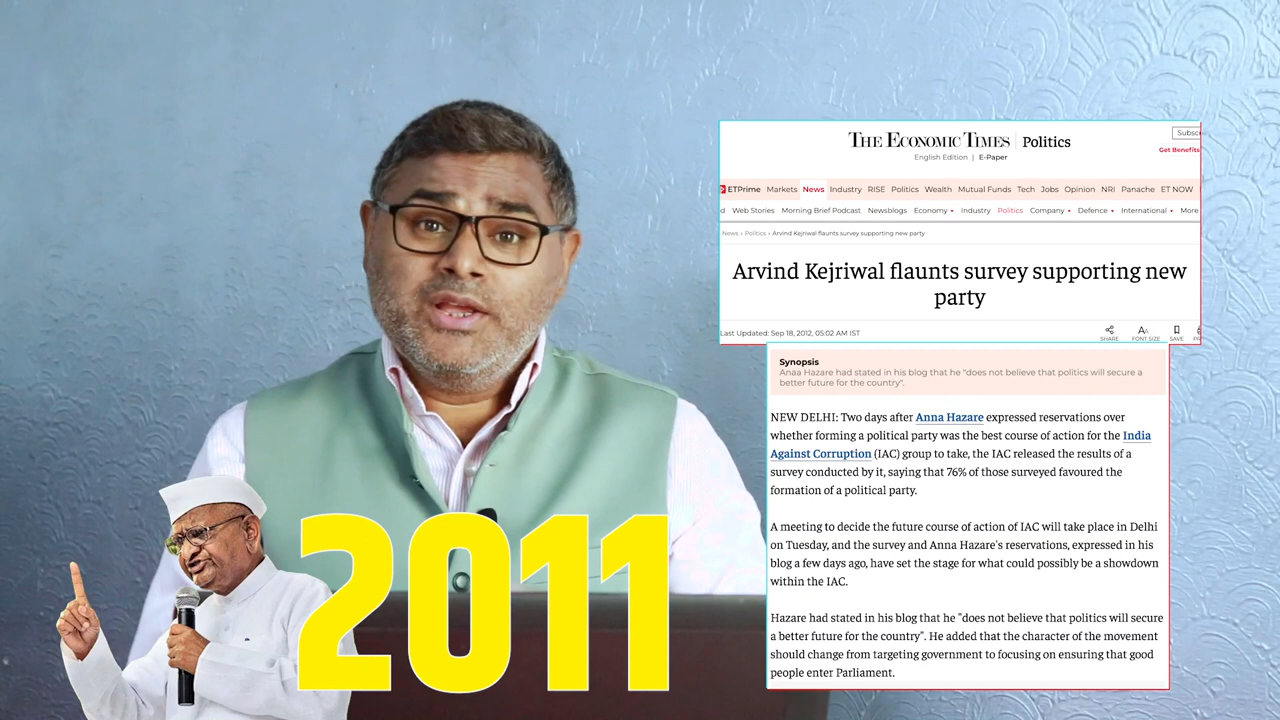 THE ECONOMIC TIMES | Politics
English Edition | E-Paper
Get Benefits
ETPrime Markets News Industry RISE Politics Wealth Mutual Funds Tech Jobs Opinion NRI Panache ET NOW
d Web Stories Morning Brief Podcast Newsblogs Economy Industry Politics Company Defence International More
News › Politics › Arvind Kejriwal flaunts survey supporting new party
Arvind Kejriwal flaunts survey supporting new
party
Last Updated: Sep 18, 2012, 05:02 AM IST
SHARE FONT SIZE SAVE
Synopsis
Anaa Hazare had stated in his blog that he "does not believe that politics will secure a
better future for the country".
NEW DELHI: Two days after Anna Hazare expressed reservations over
whether forming a political party was the best course of action for the India
Against Corruption (IAC) group to take, the IAC released the results of a
survey conducted by it, saying that 76% of those surveyed favoured the
formation of a political party.
A meeting to decide the future course of action of IAC will take place in Delhi
on Tuesday, and the survey and Anna Hazare's reservations, expressed in his
blog a few days ago, have set the stage for what could possibly be a showdown
within the IAC.
Hazare had stated in his blog that he "does not believe that politics will secure
a better future for the country". He added that the character of the movement
should change from targeting government to focusing on ensuring that good
people enter Parliament.
2011